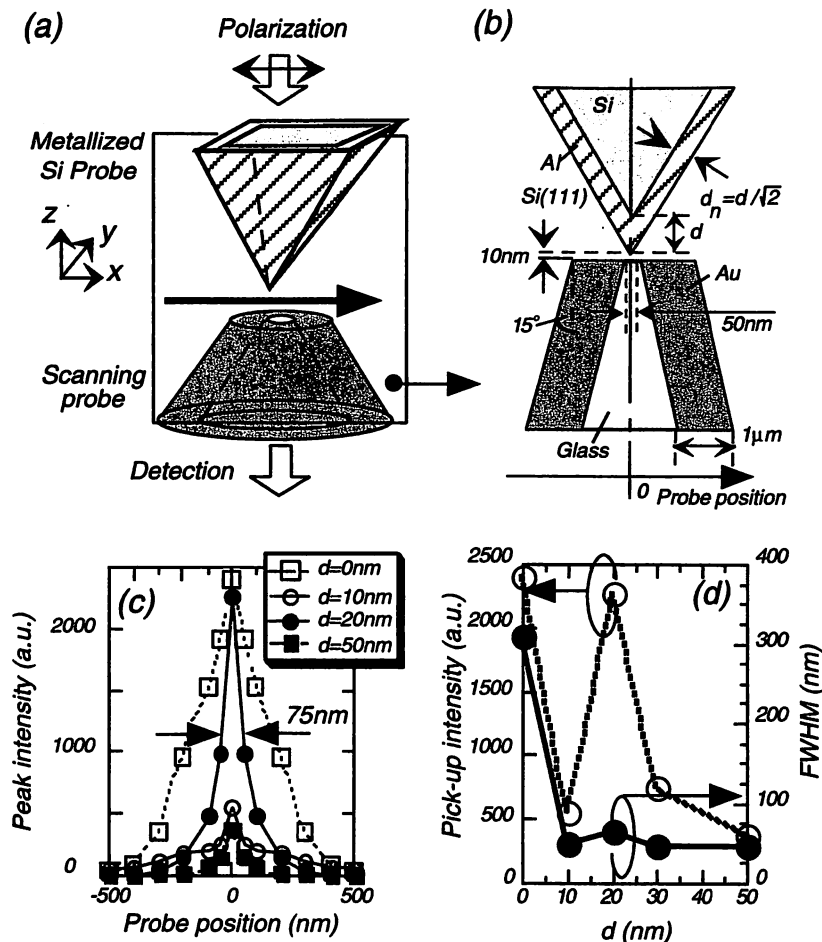 (a)
Polarization
Metallized
Si Probe
z
y
x
Scanning
probe
Detection
(b)
Si
Al
Si(111)
dn=d/√2
d
10nm
Au
15°
50nm
Glass
1μm
0
Probe position
(c)
d=0nm
d=10nm
d=20nm
d=50nm
75nm
Peak intensity (a.u.)
2000
1000
0
-500
0
500
Probe position (nm)
(d)
Pick-up intensity (a.u.)
2500
2000
1500
1000
500
0
400
300
200
100
0
FWHM (nm)
0
10
20
30
40
50
d (nm)